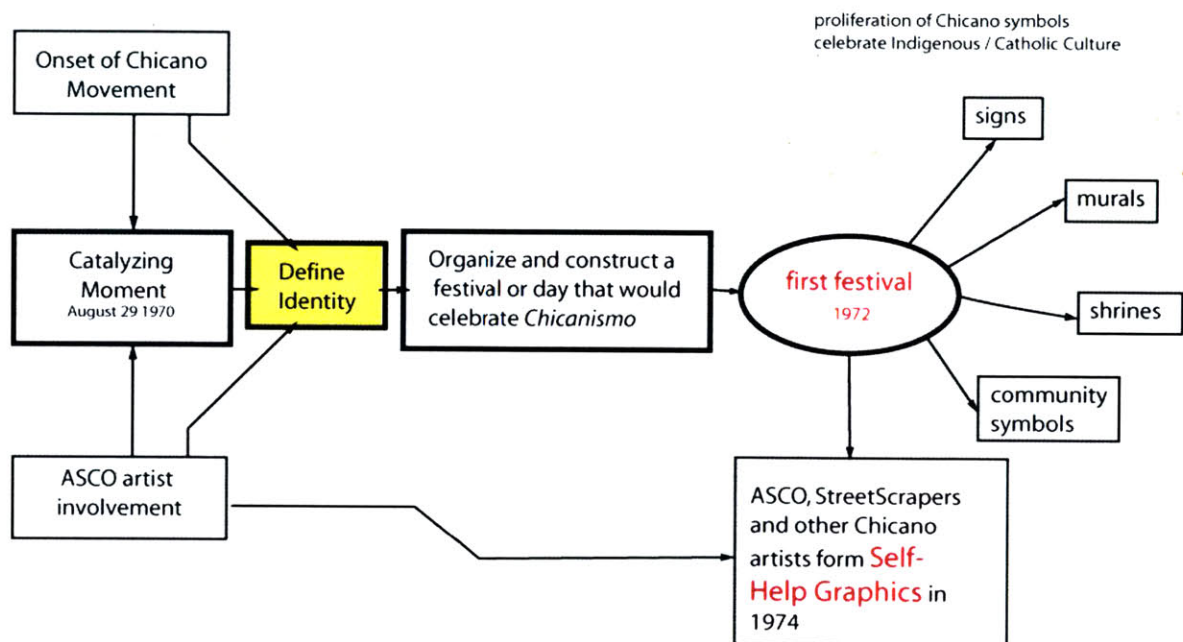 proliferation of Chicano symbols
celebrate Indigenous / Catholic Culture
Onset of Chicano
Movement
signs
murals
Catalyzing
Moment
August 29 1970
Define
Identity
Organize and construct a
festival or day that would
celebrate Chicanismo
first festival
1972
shrines
community
symbols
ASCO artist
involvement
ASCO, StreetScrapers
and other Chicano
artists form Self-
Help Graphics in
1974